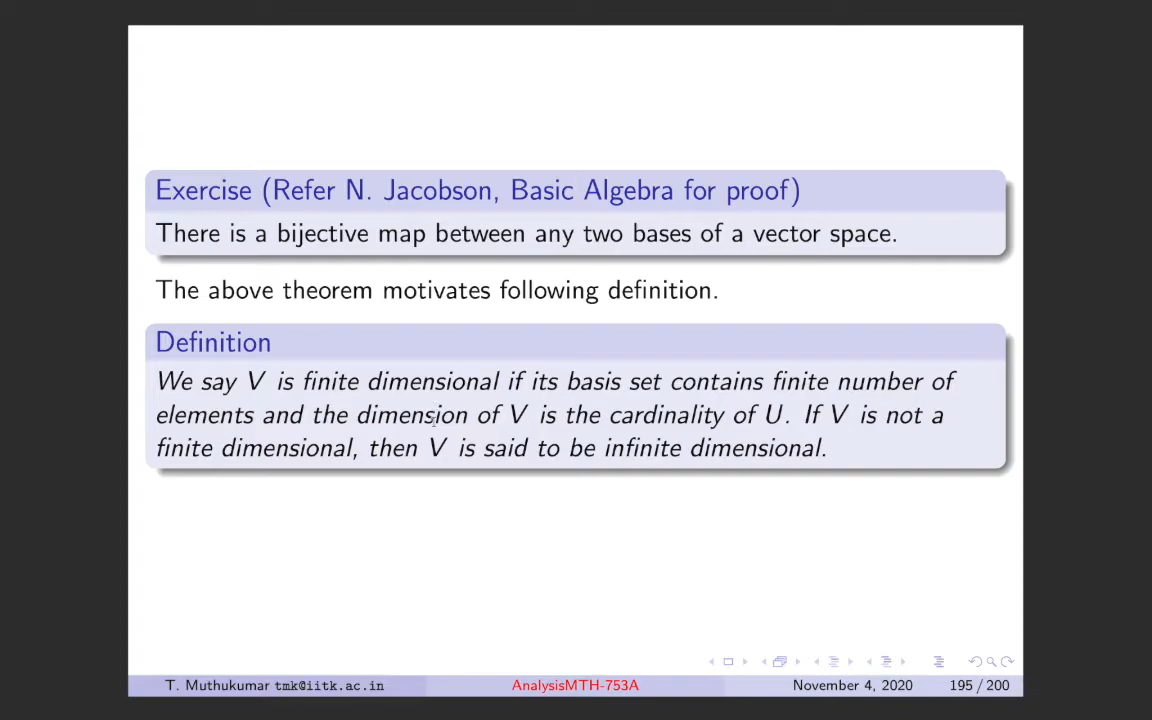 Exercise (Refer N. Jacobson, Basic Algebra for proof)
There is a bijective map between any two bases of a vector space.
The above theorem motivates following definition.
Definition
We say V is finite dimensional if its basis set contains finite number of
elements and the dimension of V is the cardinality of U. If V is not a
finite dimensional, then V is said to be infinite dimensional.
T. Muthukumar tmk@iitk.ac.in AnalysisMTH-753A November 4, 2020 195 / 200